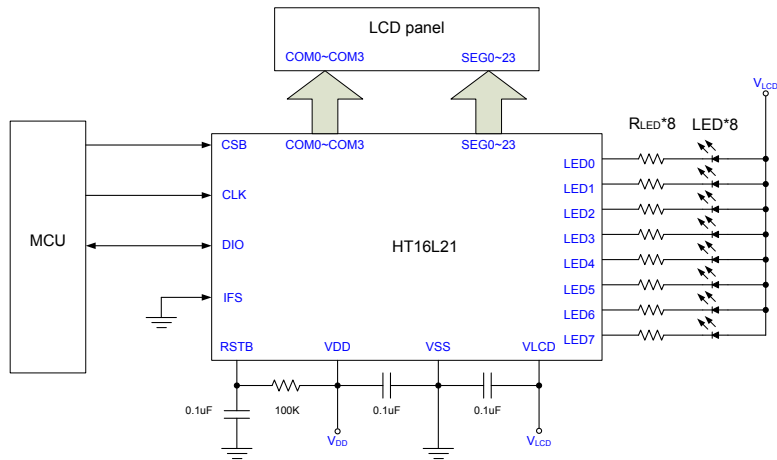 LCD panel
COM0~COM3 SEG0~23
VLCD
RLED*8 LED*8
CSB COM0~COM3 SEG0~23
LED0
CLK LED1
LED2
MCU DIO HT16L21 LED3
LED4
LED5
IFS LED6
LED7
RSTB VDD VSS VLCD
0.1uF 100K 0.1uF 0.1uF
VDD VLCD